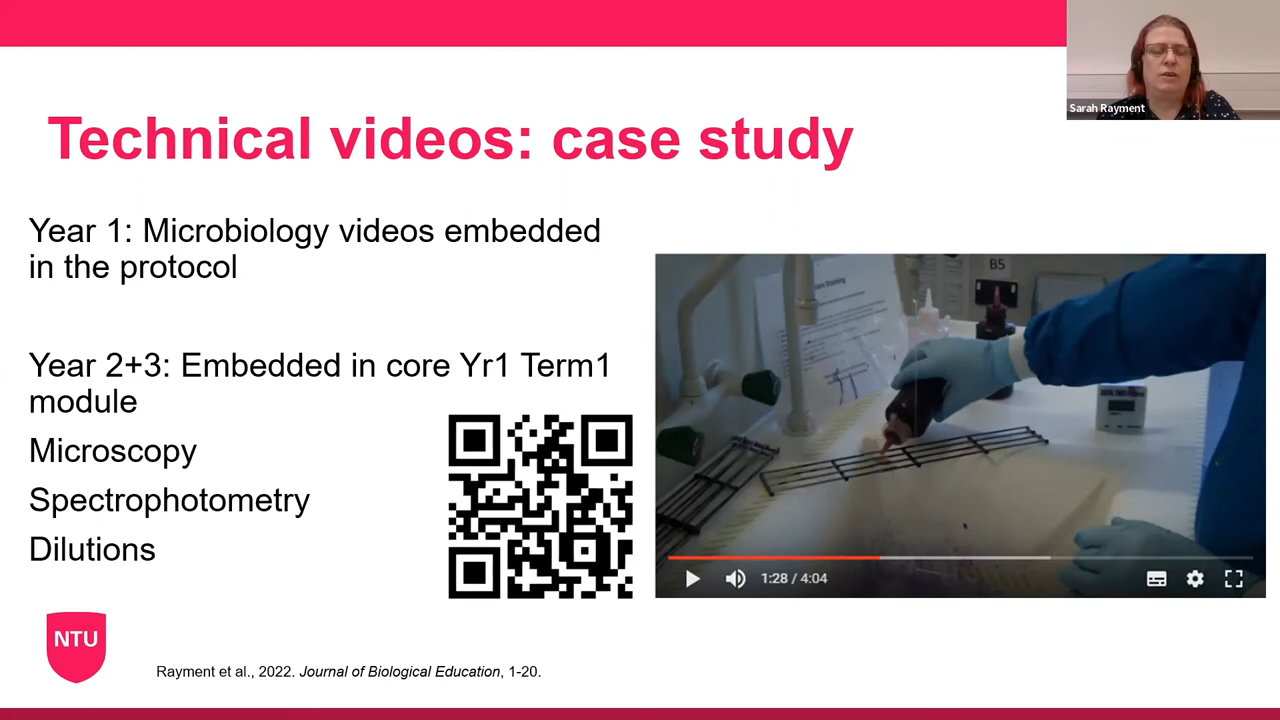 Sarah Rayment
Technical videos: case study
Year 1: Microbiology videos embedded
in the protocol
Year 2+3: Embedded in core Yr1 Term1
module
Microscopy
Spectrophotometry
Dilutions
B5
Staining
1:28 / 4:04
NTU
Rayment et al., 2022. Journal of Biological Education, 1-20.